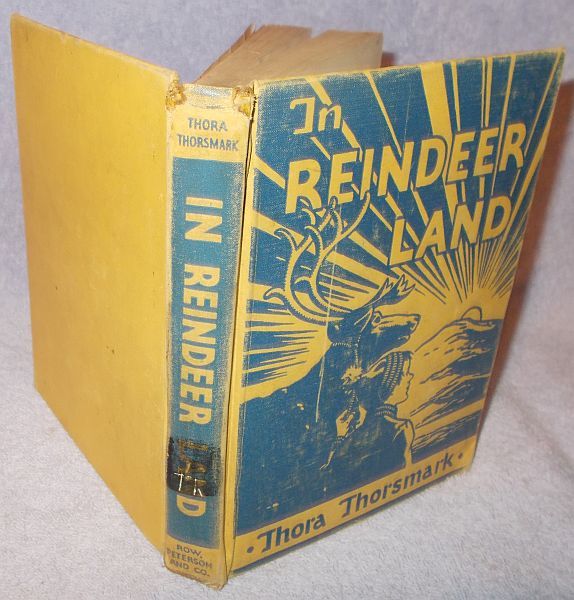 THORA
THORSMARK
IN REINDEER
ROW,
PETERSON
AND CO.
In
REINDEER
LAND
• Thora Thorsmark •